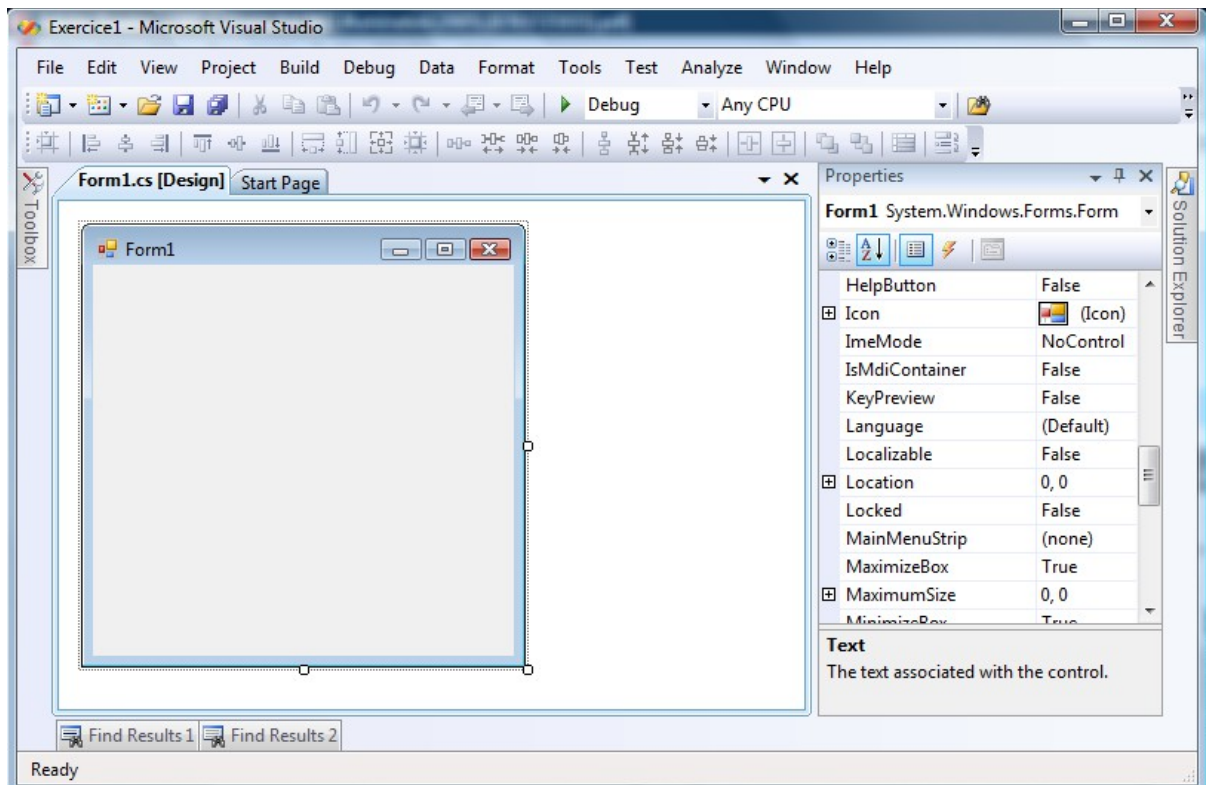 Exercice1 - Microsoft Visual Studio
File Edit View Project Build Debug Data Format Tools Test Analyze Window Help
Debug Any CPU
Toolbox
Form1.cs [Design] Start Page
Form1
Properties
Form1 System.Windows.Forms.Form
HelpButton False
Icon (Icon)
ImeMode NoControl
IsMdiContainer False
KeyPreview False
Language (Default)
Localizable False
Location 0, 0
Locked False
MainMenuStrip (none)
MaximizeBox True
MaximumSize 0, 0
MinimizeBox True
Text
The text associated with the control.
Solution Explorer
Find Results 1 Find Results 2
Ready